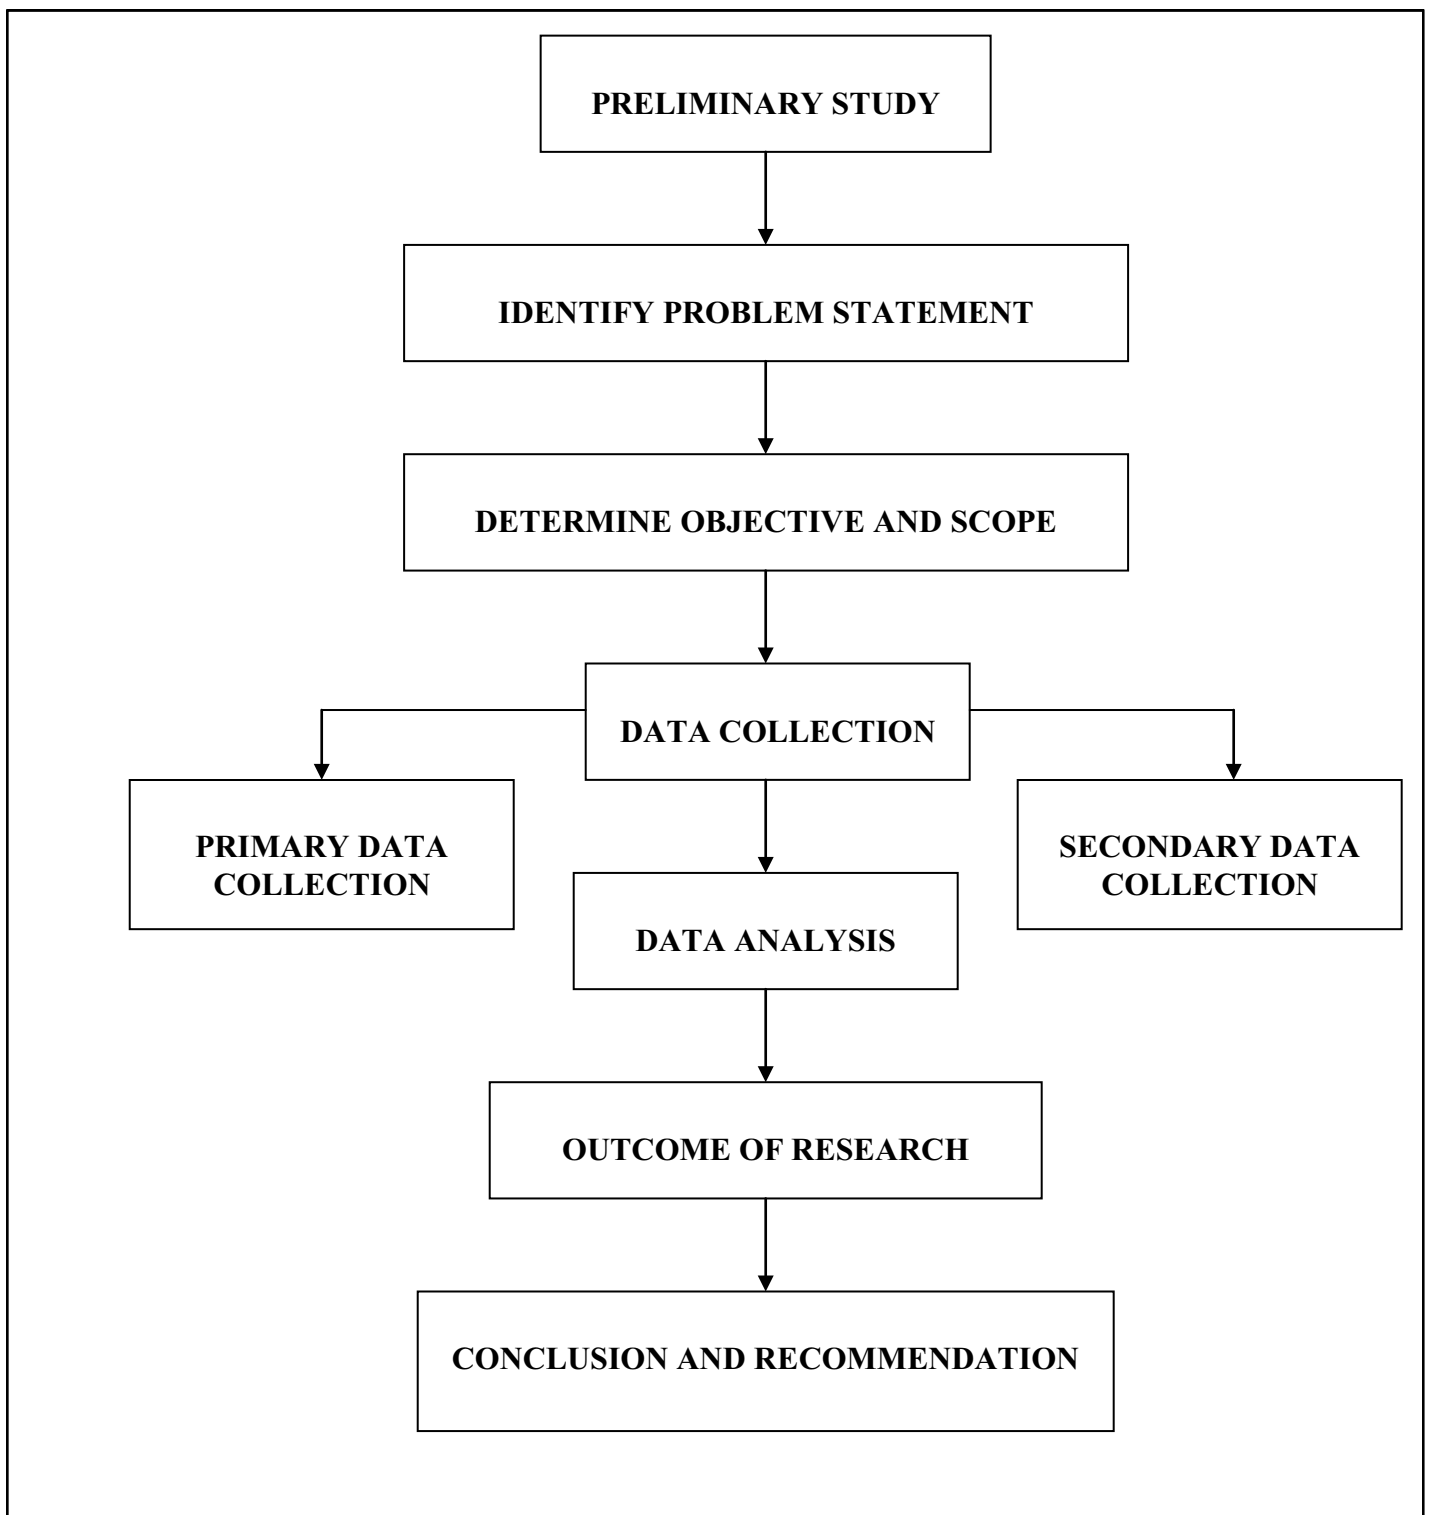 PRELIMINARY STUDY
IDENTIFY PROBLEM STATEMENT
DETERMINE OBJECTIVE AND SCOPE
DATA COLLECTION
PRIMARY DATA
COLLECTION
SECONDARY DATA
COLLECTION
DATA ANALYSIS
OUTCOME OF RESEARCH
CONCLUSION AND RECOMMENDATION